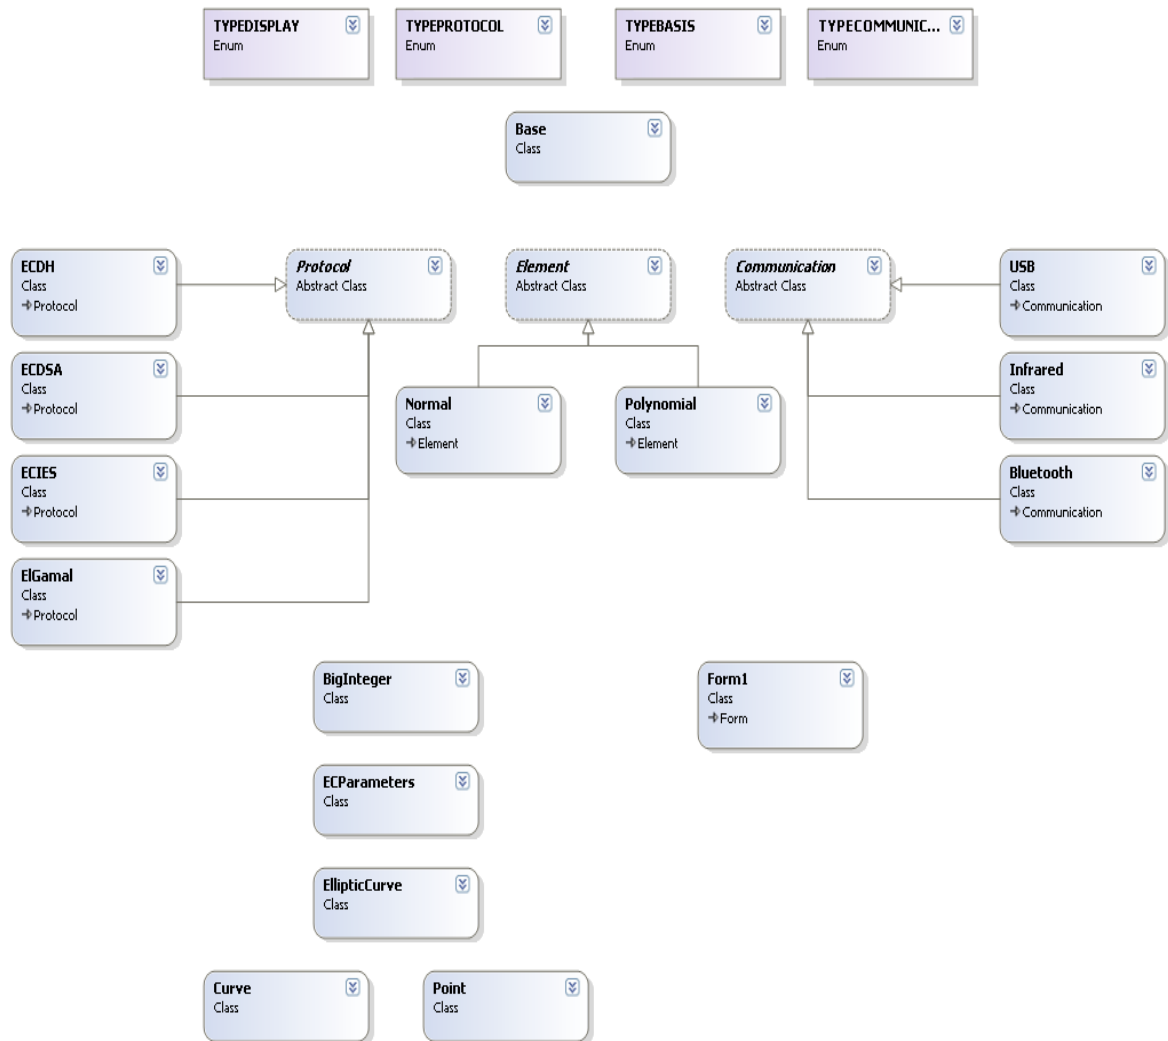 TYPEDISPLAY
Enum
TYPEPROTOCOL
Enum
TYPEBASIS
Enum
TYPECOMMUNIC...
Enum
Base
Class
ECDH
Class
Protocol
Protocol
Abstract Class
Element
Abstract Class
Communication
Abstract Class
USB
Class
Communication
ECDSA
Class
Protocol
Normal
Class
Element
Polynomial
Class
Element
Infrared
Class
Communication
ECIES
Class
Protocol
Bluetooth
Class
Communication
ElGamal
Class
Protocol
BigInteger
Class
Form1
Class
Form
ECParameters
Class
EllipticCurve
Class
Curve
Class
Point
Class